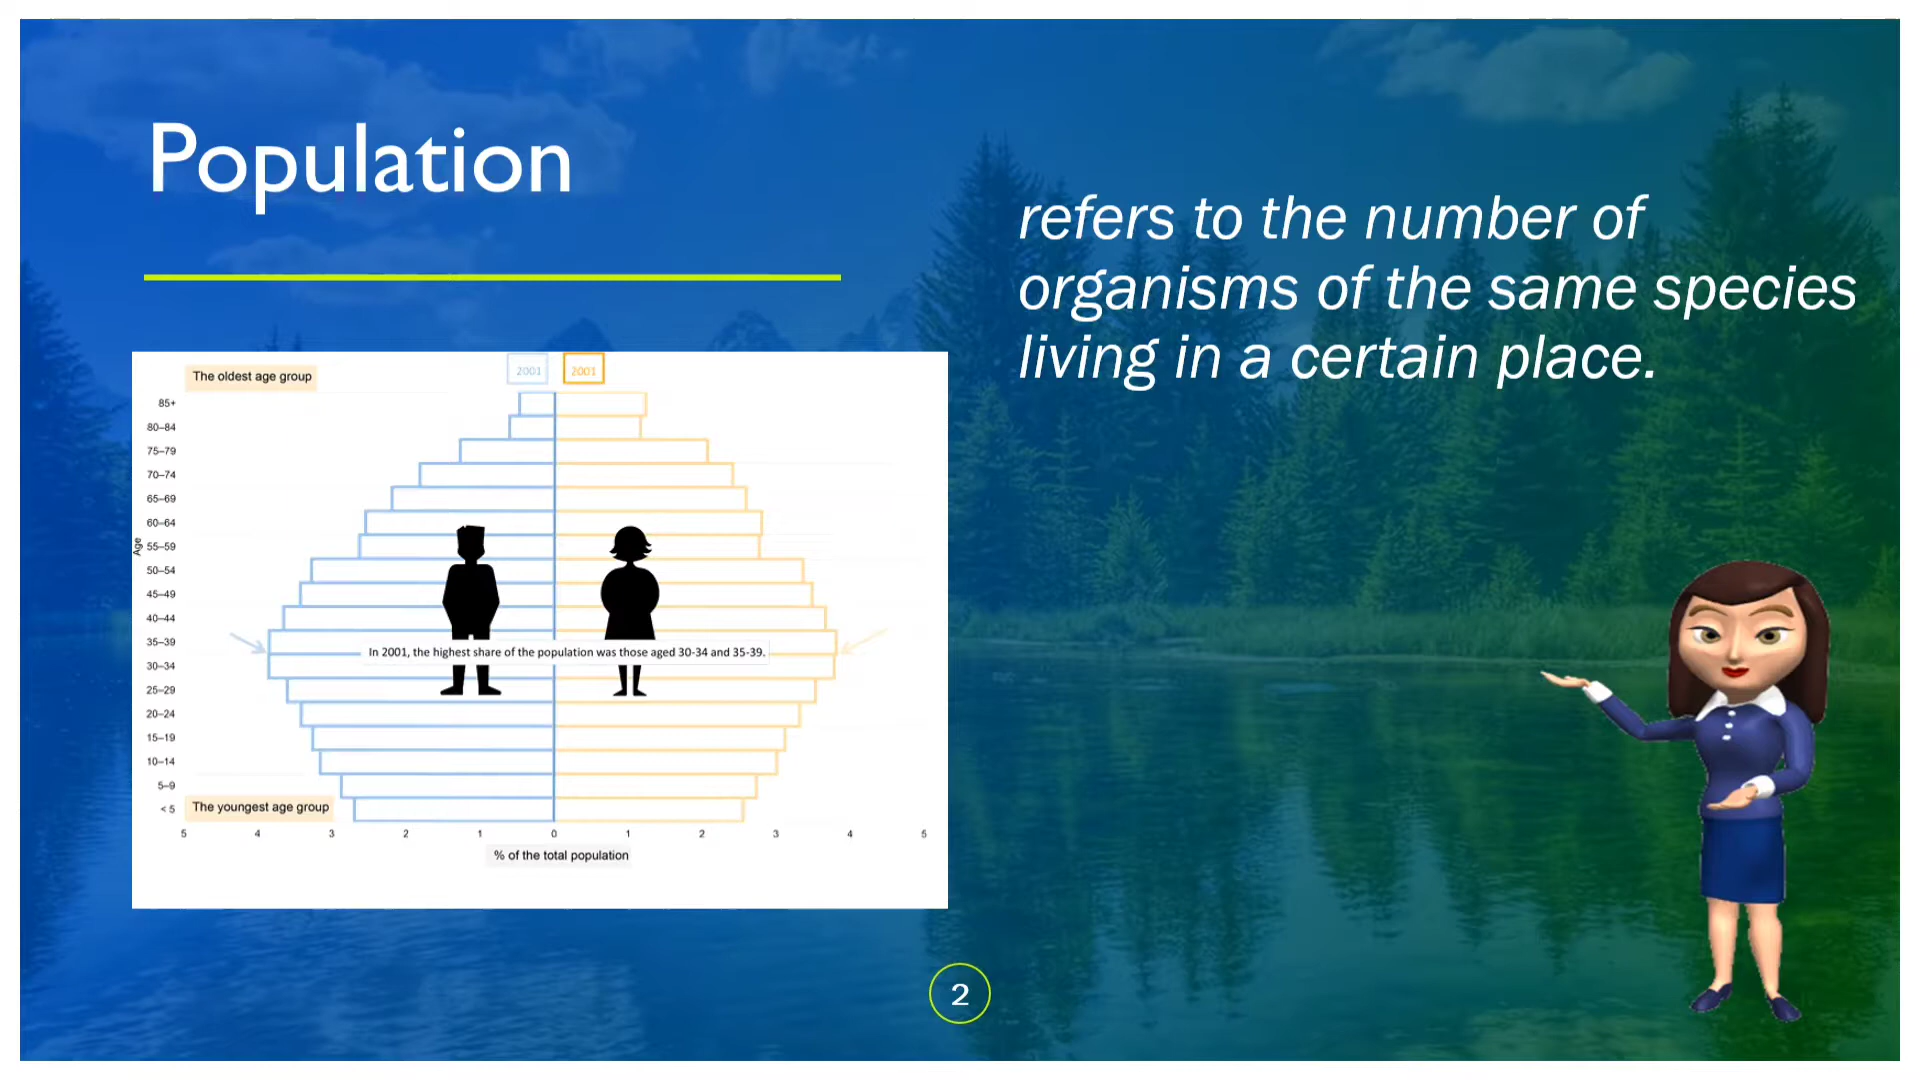 Population
refers to the number of
organisms of the same species
living in a certain place.
The oldest age group
2001
2001
85+
80–84
75–79
70–74
65–69
60–64
55–59
50–54
45–49
40–44
35–39
30–34
25–29
20–24
15–19
10–14
5–9
< 5
Age
In 2001, the highest share of the population was those aged 30-34 and 35-39.
The youngest age group
5 4 3 2 1 0 1 2 3 4 5
% of the total population
2